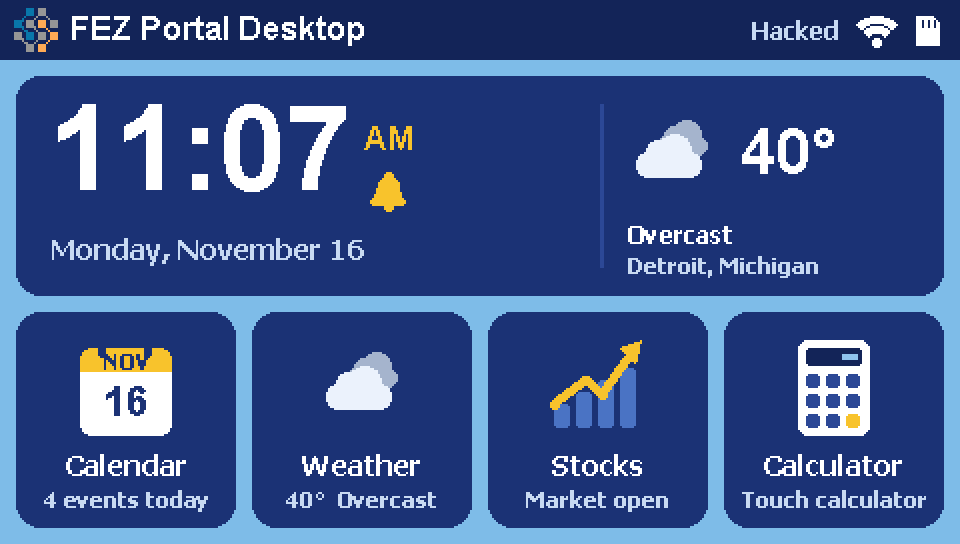 FEZ Portal Desktop
Hacked
11:07 AM
Monday, November 16
40°
Overcast
Detroit, Michigan
NOV
16
Calendar
4 events today
Weather
40° Overcast
Stocks
Market open
Calculator
Touch calculator